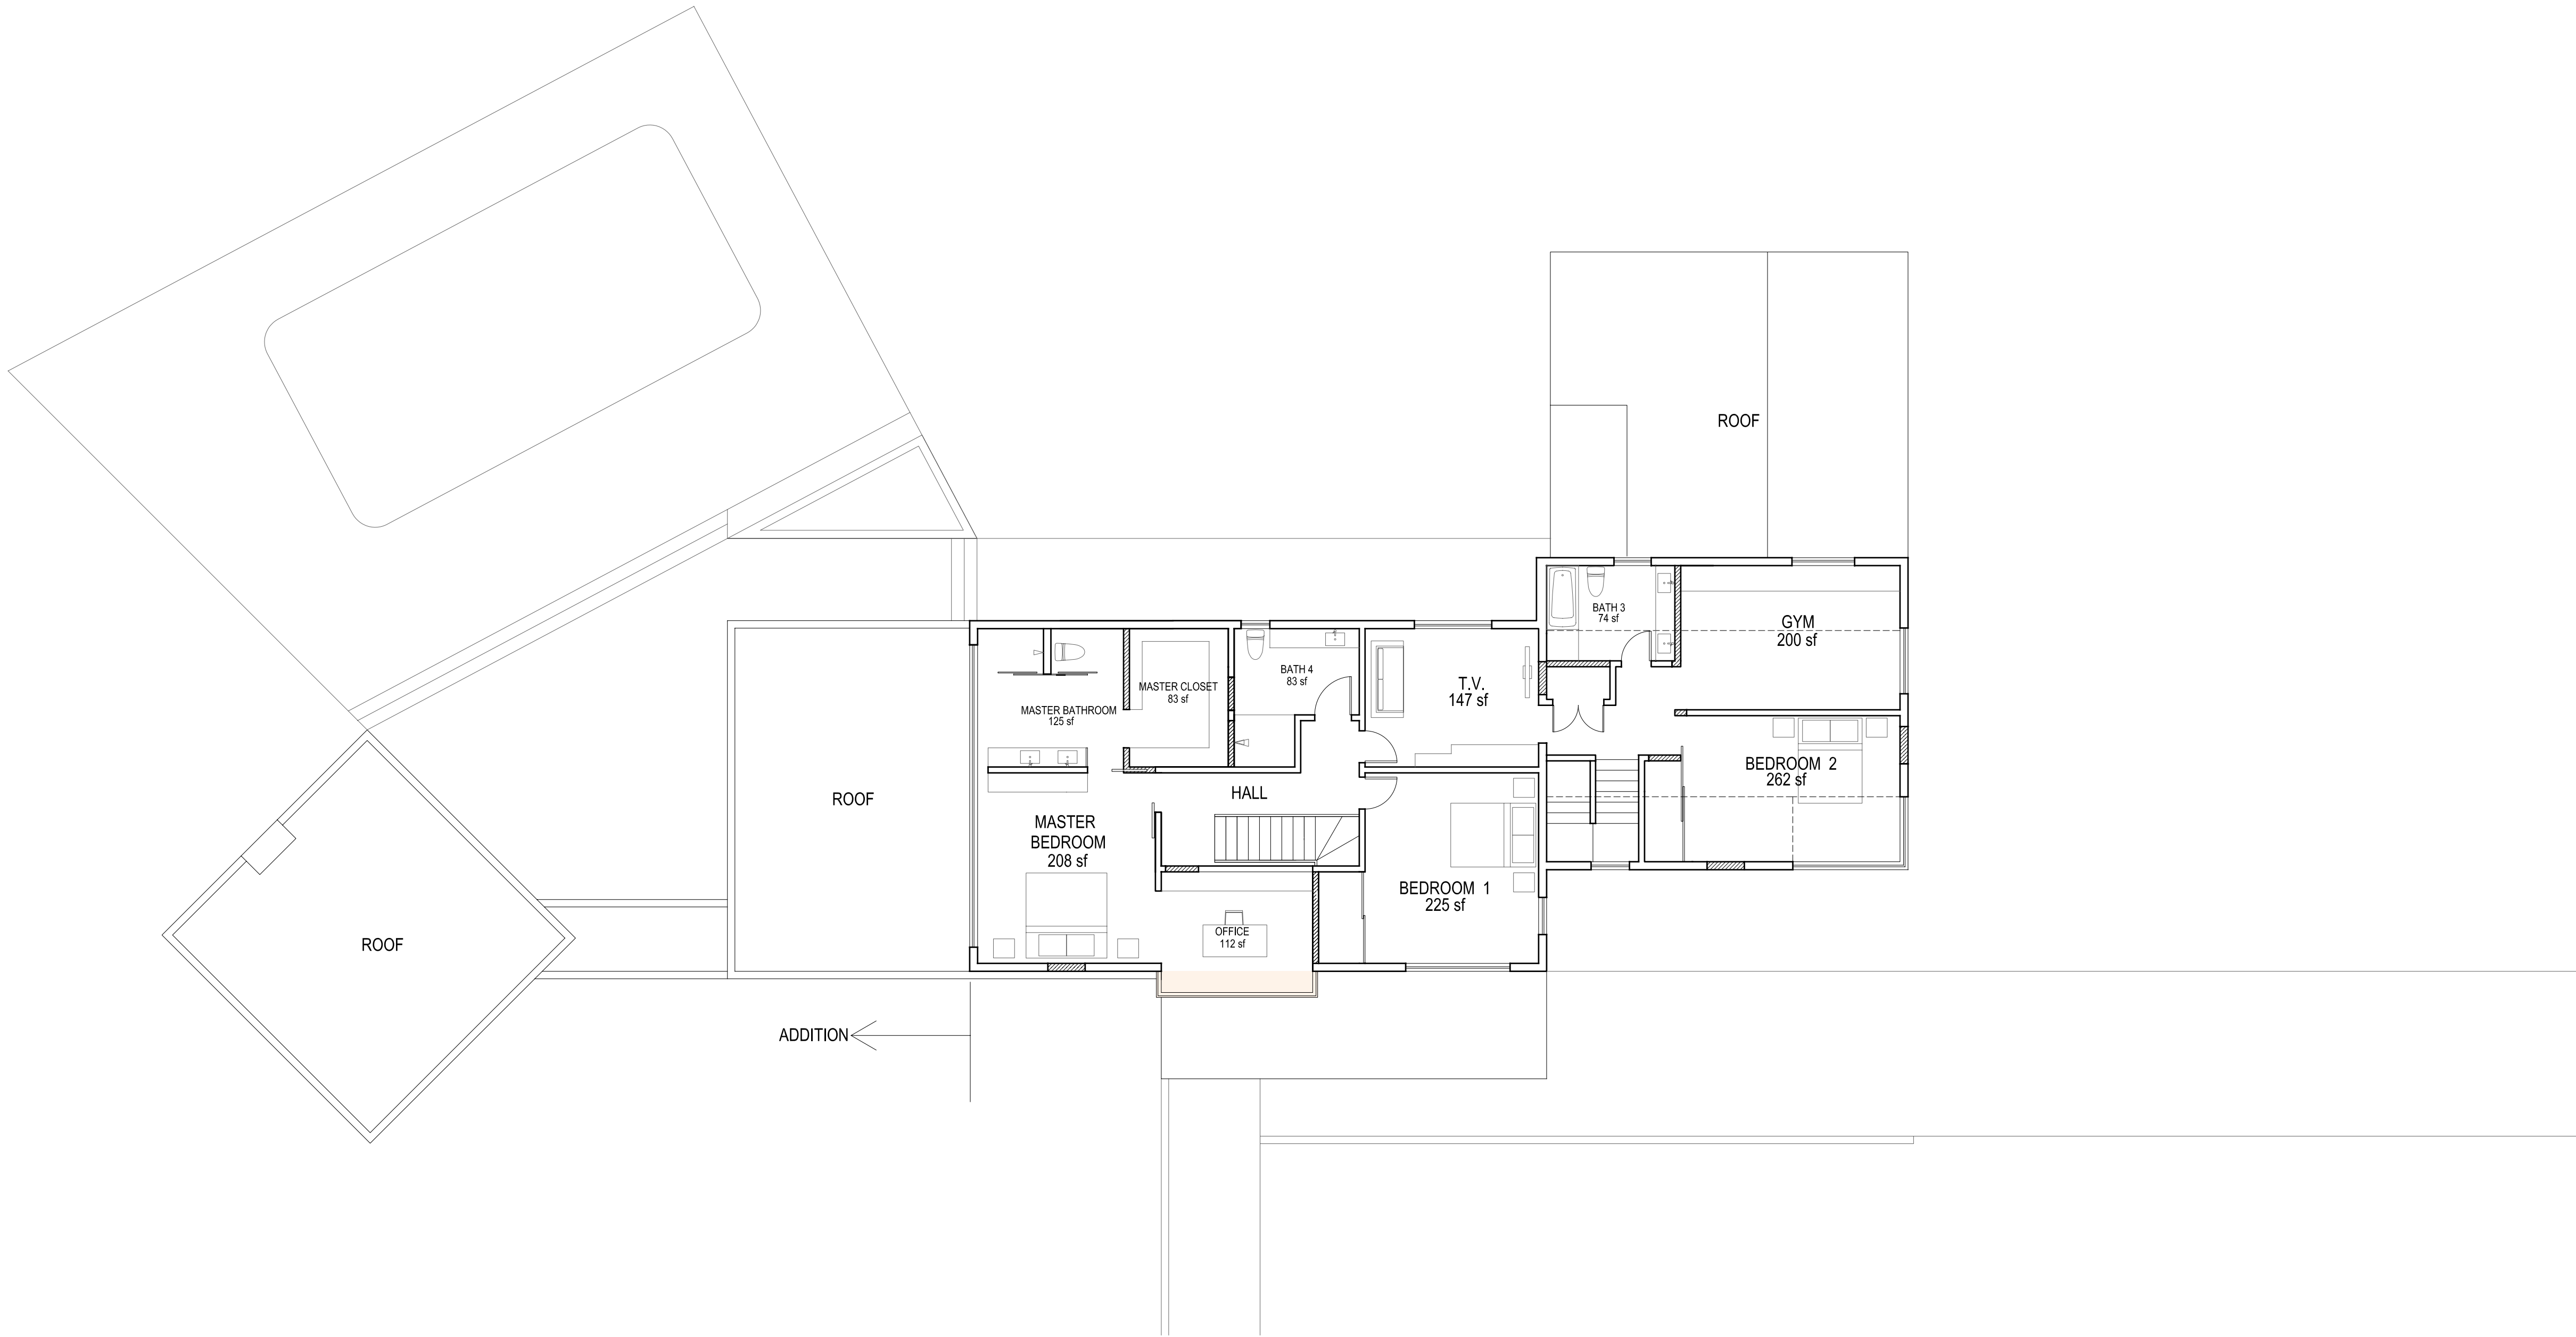 ROOF
BATH 3
74 sf
GYM
200 sf
BATH 4
83 sf
MASTER CLOSET
83 sf
T.V.
147 sf
MASTER BATHROOM
125 sf
BEDROOM 2
262 sf
ROOF
HALL
MASTER
BEDROOM
208 sf
BEDROOM 1
225 sf
OFFICE
112 sf
ROOF
ADDITION